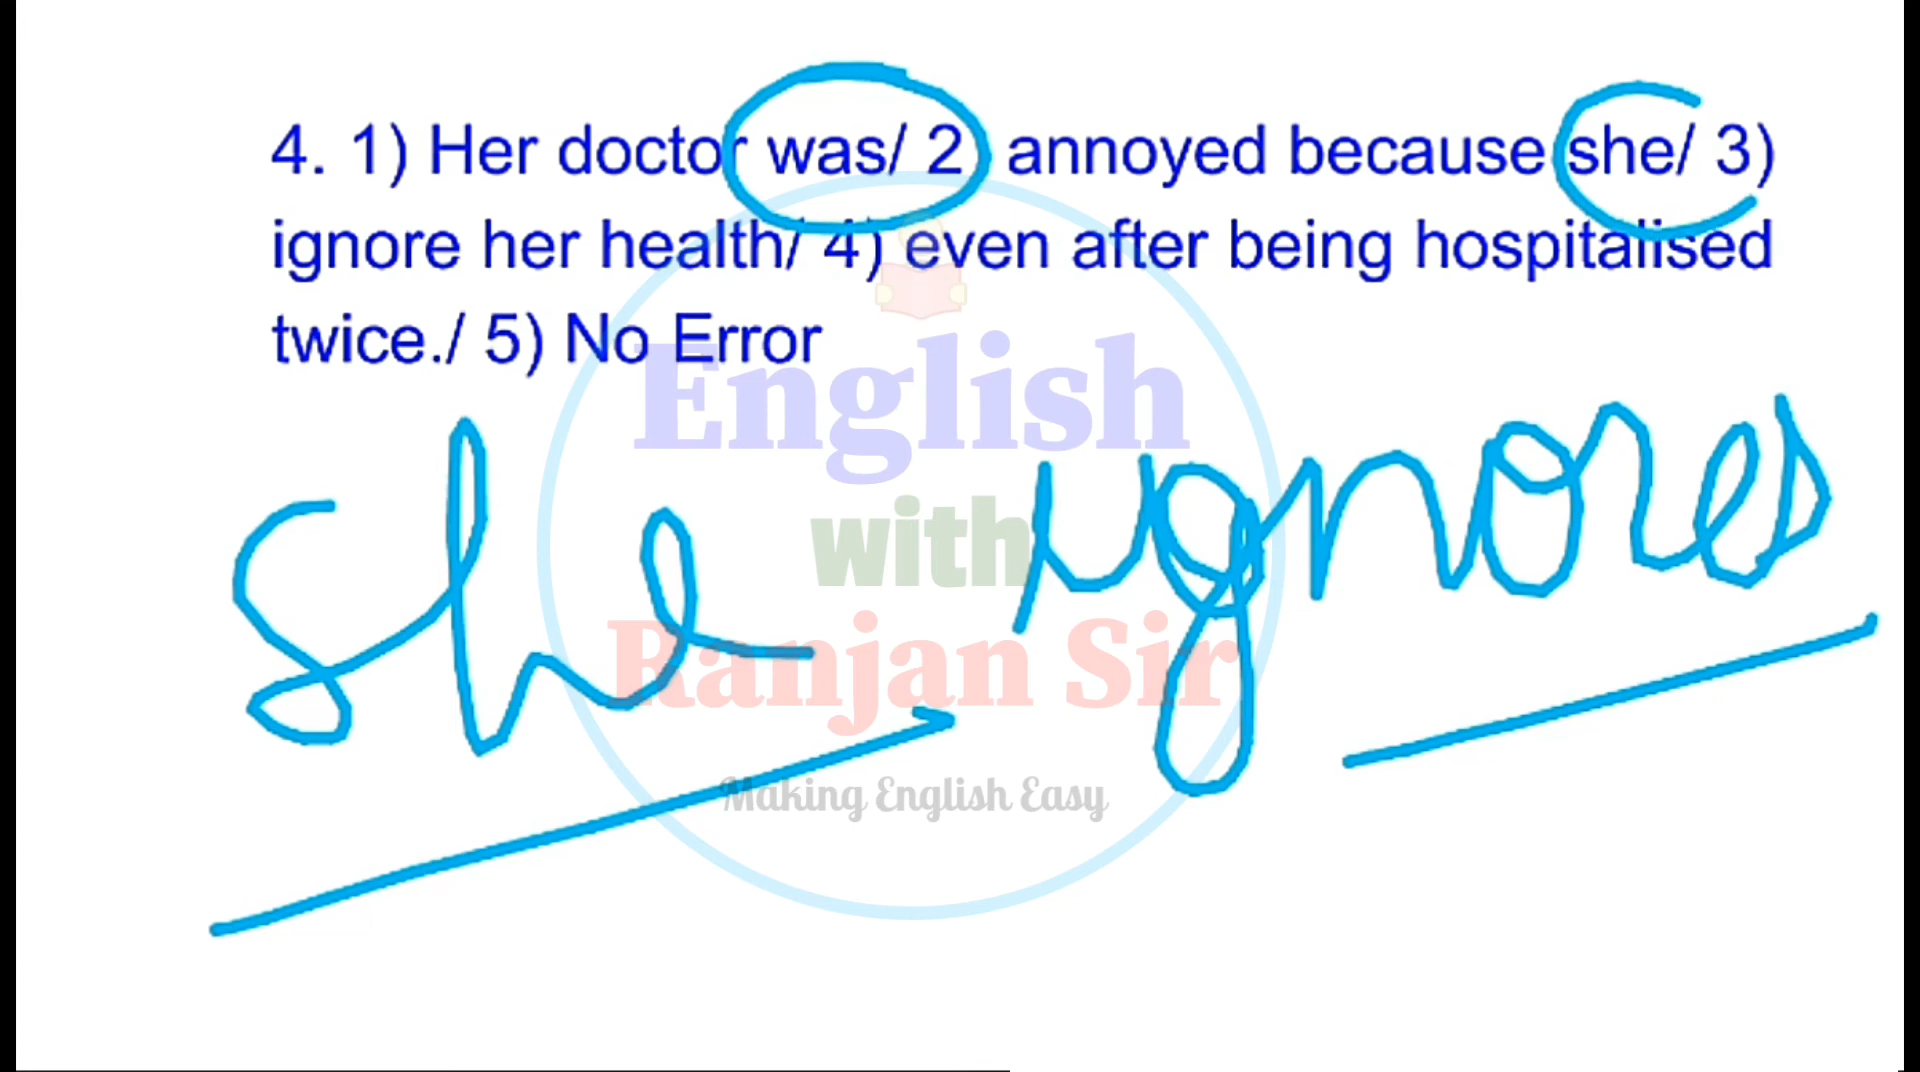 4. 1) Her doctor was/ 2) annoyed because she/ 3)
ignore her health/ 4) even after being hospitalised
twice./ 5) No Error
She ignores
English
with
Ranjan Sir
Making English Easy